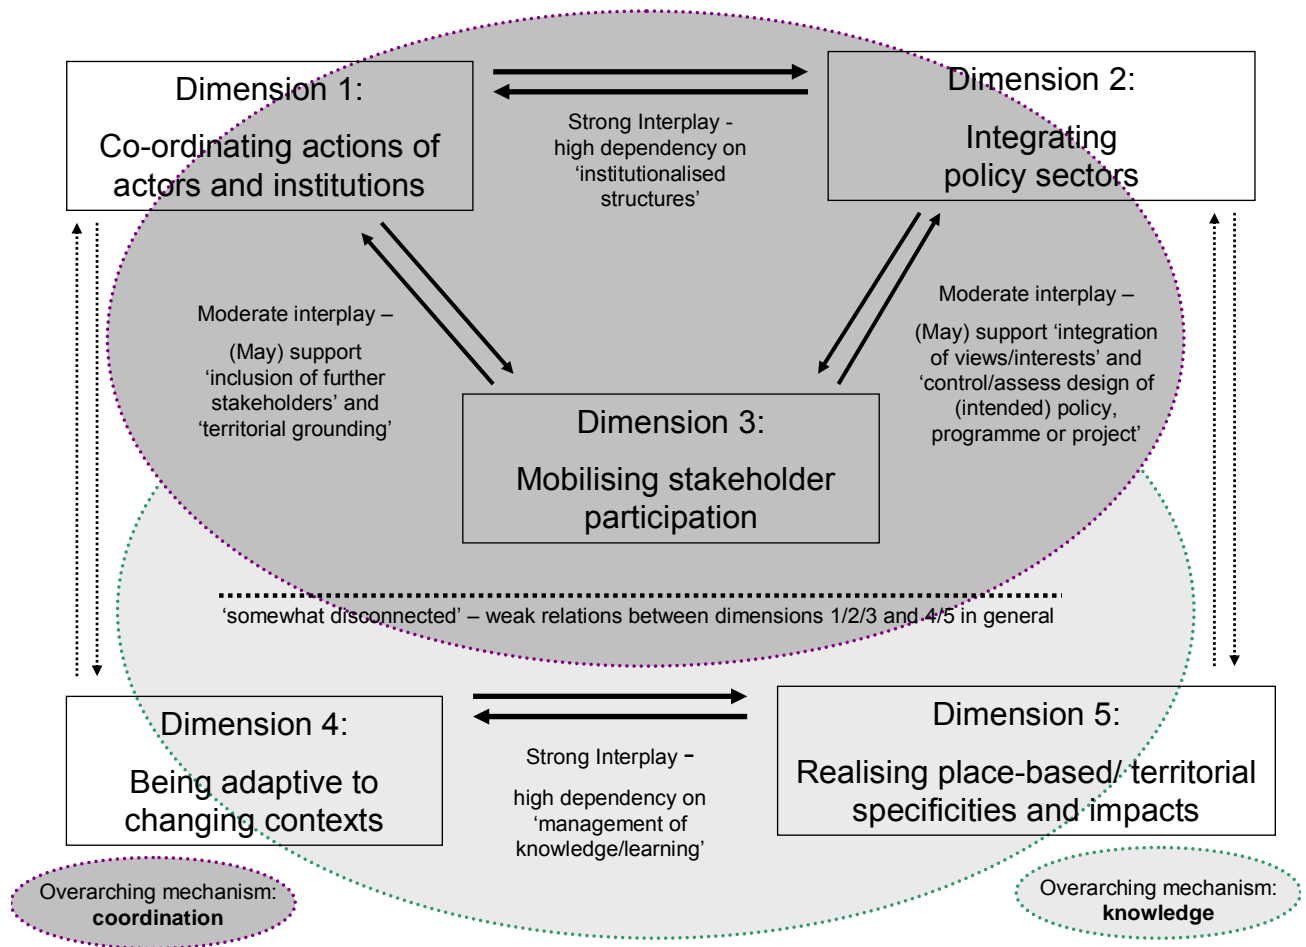 Dimension 1:
Co-ordinating actions of
actors and institutions
Strong Interplay -
high dependency on
‘institutionalised
structures’
Dimension 2:
Integrating
policy sectors
Moderate interplay –
(May) support
‘inclusion of further
stakeholders’ and
‘territorial grounding’
Moderate interplay –
(May) support ‘integration
of views/interests’ and
‘control/assess design of
(intended) policy,
programme or project’
Dimension 3:
Mobilising stakeholder
participation
‘somewhat disconnected’ – weak relations between dimensions 1/2/3 and 4/5 in general
Dimension 4:
Being adaptive to
changing contexts
Strong Interplay –
high dependency on
‘management of
knowledge/learning’
Dimension 5:
Realising place-based/ territorial
specificities and impacts
Overarching mechanism:
coordination
Overarching mechanism:
knowledge